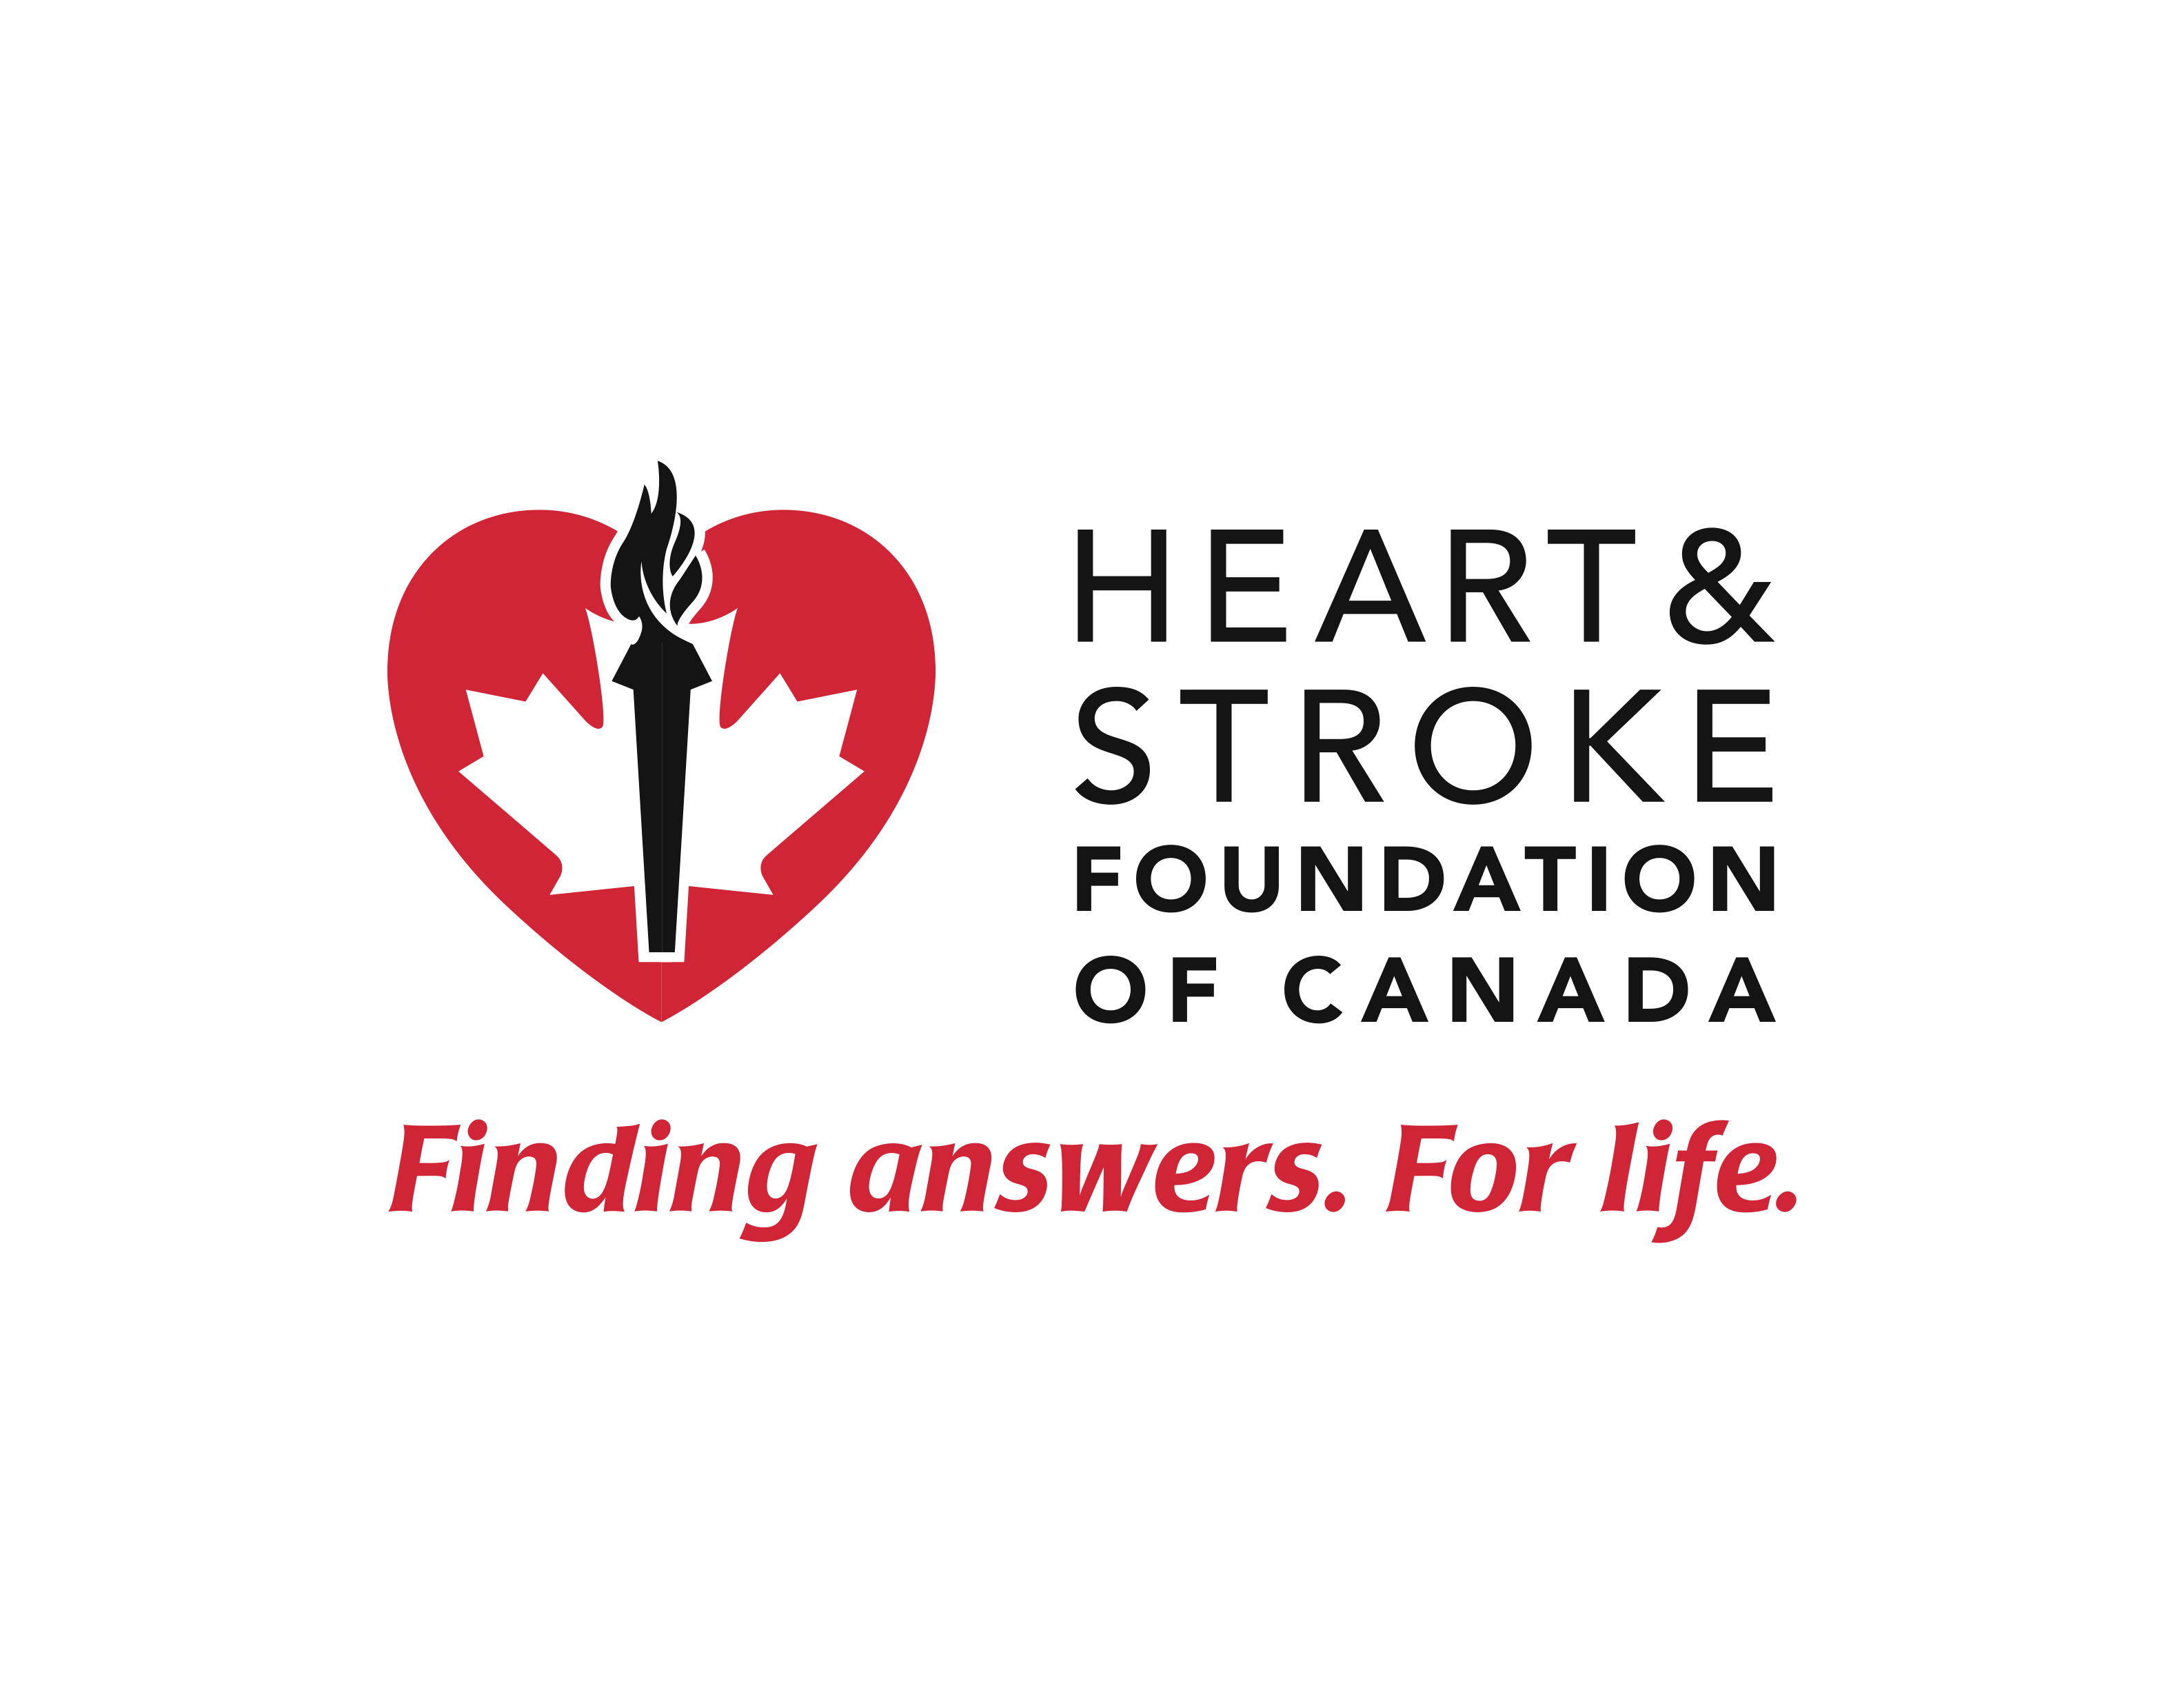 HEART &
STROKE
FOUNDATION
OF CANADA
Finding answers. For life.